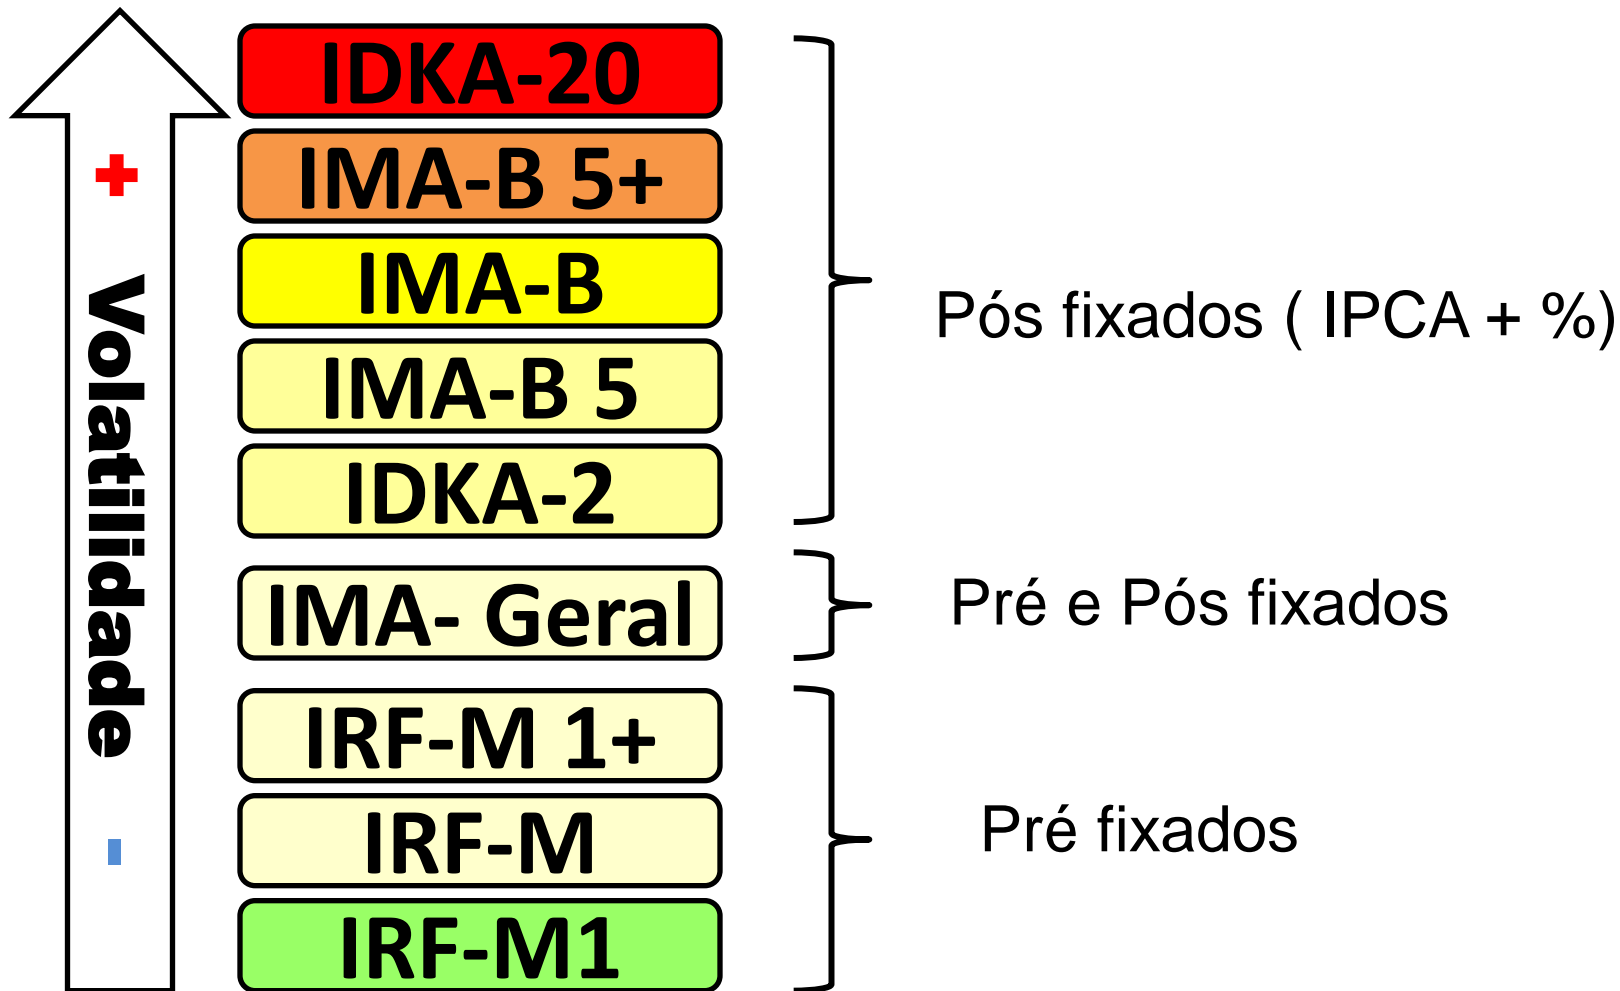 +
Volatilidade
-
IDKA-20
IMA-B 5+
IMA-B
IMA-B 5
IDKA-2
IMA- Geral
IRF-M 1+
IRF-M
IRF-M1
Pós fixados ( IPCA + %)
Pré e Pós fixados
Pré fixados